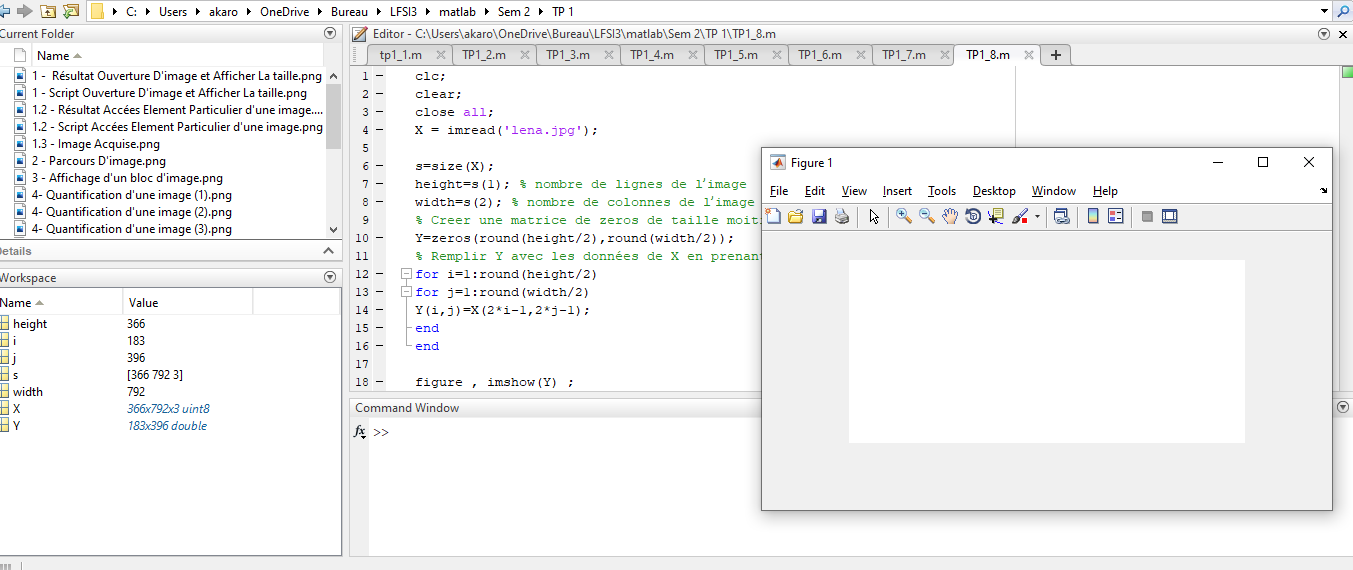 C: Users akaro OneDrive Bureau LFSI3 matlab Sem 2 TP 1
Current Folder
Name
1 - Résultat Ouverture D'image et Afficher La taille.png
1 - Script Ouverture D'image et Afficher La taille.png
1.2 - Résultat Accées Element Particulier d'une image....
1.2 - Script Accées Element Particulier d'une image.png
1.3 - Image Acquise.png
2 - Parcours D'image.png
3 - Affichage d'un bloc d'image.png
4- Quantification d'une image (1).png
4- Quantification d'une image (2).png
4- Quantification d'une image (3).png
etails
Workspace
Name Value
height 366
i 183
j 396
s [366 792 3]
width 792
X 366x792x3 uint8
Y 183x396 double
Editor - C:\Users\akaro\OneDrive\Bureau\LFSI3\matlab\Sem 2\TP 1\TP1_8.m
tp1_1.m TP1_2.m TP1_3.m TP1_4.m TP1_5.m TP1_6.m TP1_7.m TP1_8.m
1 clc;
2 clear;
3 close all;
4 X = imread('lena.jpg');
5
6 s=size(X);
7 height=s(1); % nombre de lignes de l'image
8 width=s(2); % nombre de colonnes de l'image
9 % Creer une matrice de zeros de taille moiti
10 Y=zeros(round(height/2),round(width/2));
11 % Remplir Y avec les données de X en prenant
12 for i=1:round(height/2)
13 for j=1:round(width/2)
14 Y(i,j)=X(2*i-1,2*j-1);
15 end
16 end
17
18 figure , imshow(Y) ;
Command Window
fx >>
Figure 1
File Edit View Insert Tools Desktop Window Help